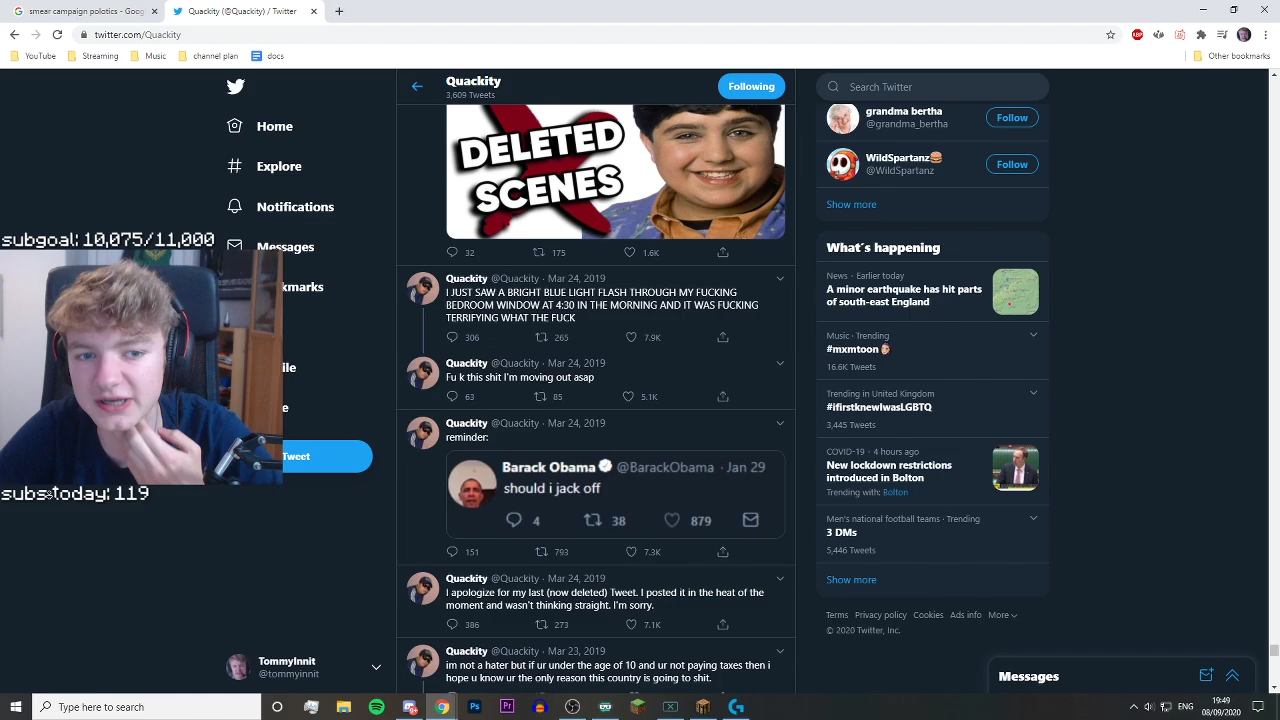 smear campaign politics - Goog
Quackity (@Quackity) / Twitter
twitter.com/Quackity
YouTube
Streaming
Music
channel plan
docs
Other bookmarks
Home
Explore
Notifications
Messages
kmarks
ile
e
Tweet
subgoal: 10,075/11,000
subs today: 119
TommyInnit
@tommyinnit
Quackity
3,609 Tweets
Following
DELETED
SCENES
32 175 1.6K
Quackity @Quackity · Mar 24, 2019
I JUST SAW A BRIGHT BLUE LIGHT FLASH THROUGH MY FUCKING
BEDROOM WINDOW AT 4:30 IN THE MORNING AND IT WAS FUCKING
TERRIFYING WHAT THE FUCK
306 265 7.9K
Quackity @Quackity · Mar 24, 2019
Fu k this shit I'm moving out asap
63 85 5.1K
Quackity @Quackity · Mar 24, 2019
reminder:
Barack Obama @BarackObama · Jan 29
should i jack off
4 38 879
151 793 7.3K
Quackity @Quackity · Mar 24, 2019
I apologize for my last (now deleted) Tweet. I posted it in the heat of the
moment and wasn't thinking straight. I'm sorry.
386 273 7.1K
Quackity @Quackity · Mar 23, 2019
im not a hater but if ur under the age of 10 and ur not paying taxes then i
hope u know ur the only reason this country is going to shit.
Search Twitter
grandma bertha
@grandma_bertha
Follow
WildSpartanz
@WildSpartanz
Follow
Show more
What's happening
News · Earlier today
A minor earthquake has hit parts
of south-east England
Music · Trending
#mxmtoon
16.6K Tweets
Trending in United Kingdom
#ifirstknewIwasLGBTQ
3,445 Tweets
COVID-19 · 4 hours ago
New lockdown restrictions
introduced in Bolton
Trending with: Bolton
Men's national football teams · Trending
3 DMs
5,446 Tweets
Show more
Terms Privacy policy Cookies Ads info More
© 2020 Twitter, Inc.
Messages
Type here to search
ENG
19:49
08/09/2020